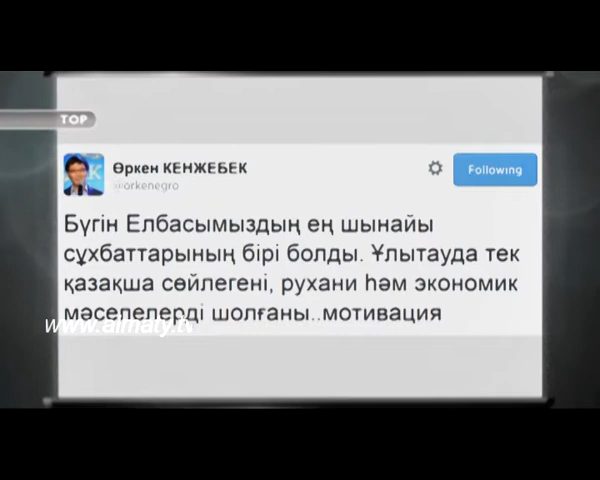 TOP
Өркен КЕНЖЕБЕК
@orkenegro
Following
Бүгін Елбасымыздың ең шынайы
сұхбаттарының бірі болды. Ұлытауда тек
қазақша сөйлегені, рухани һәм экономик
мәселелерді шолғаны..мотивация
www.almaty.tv